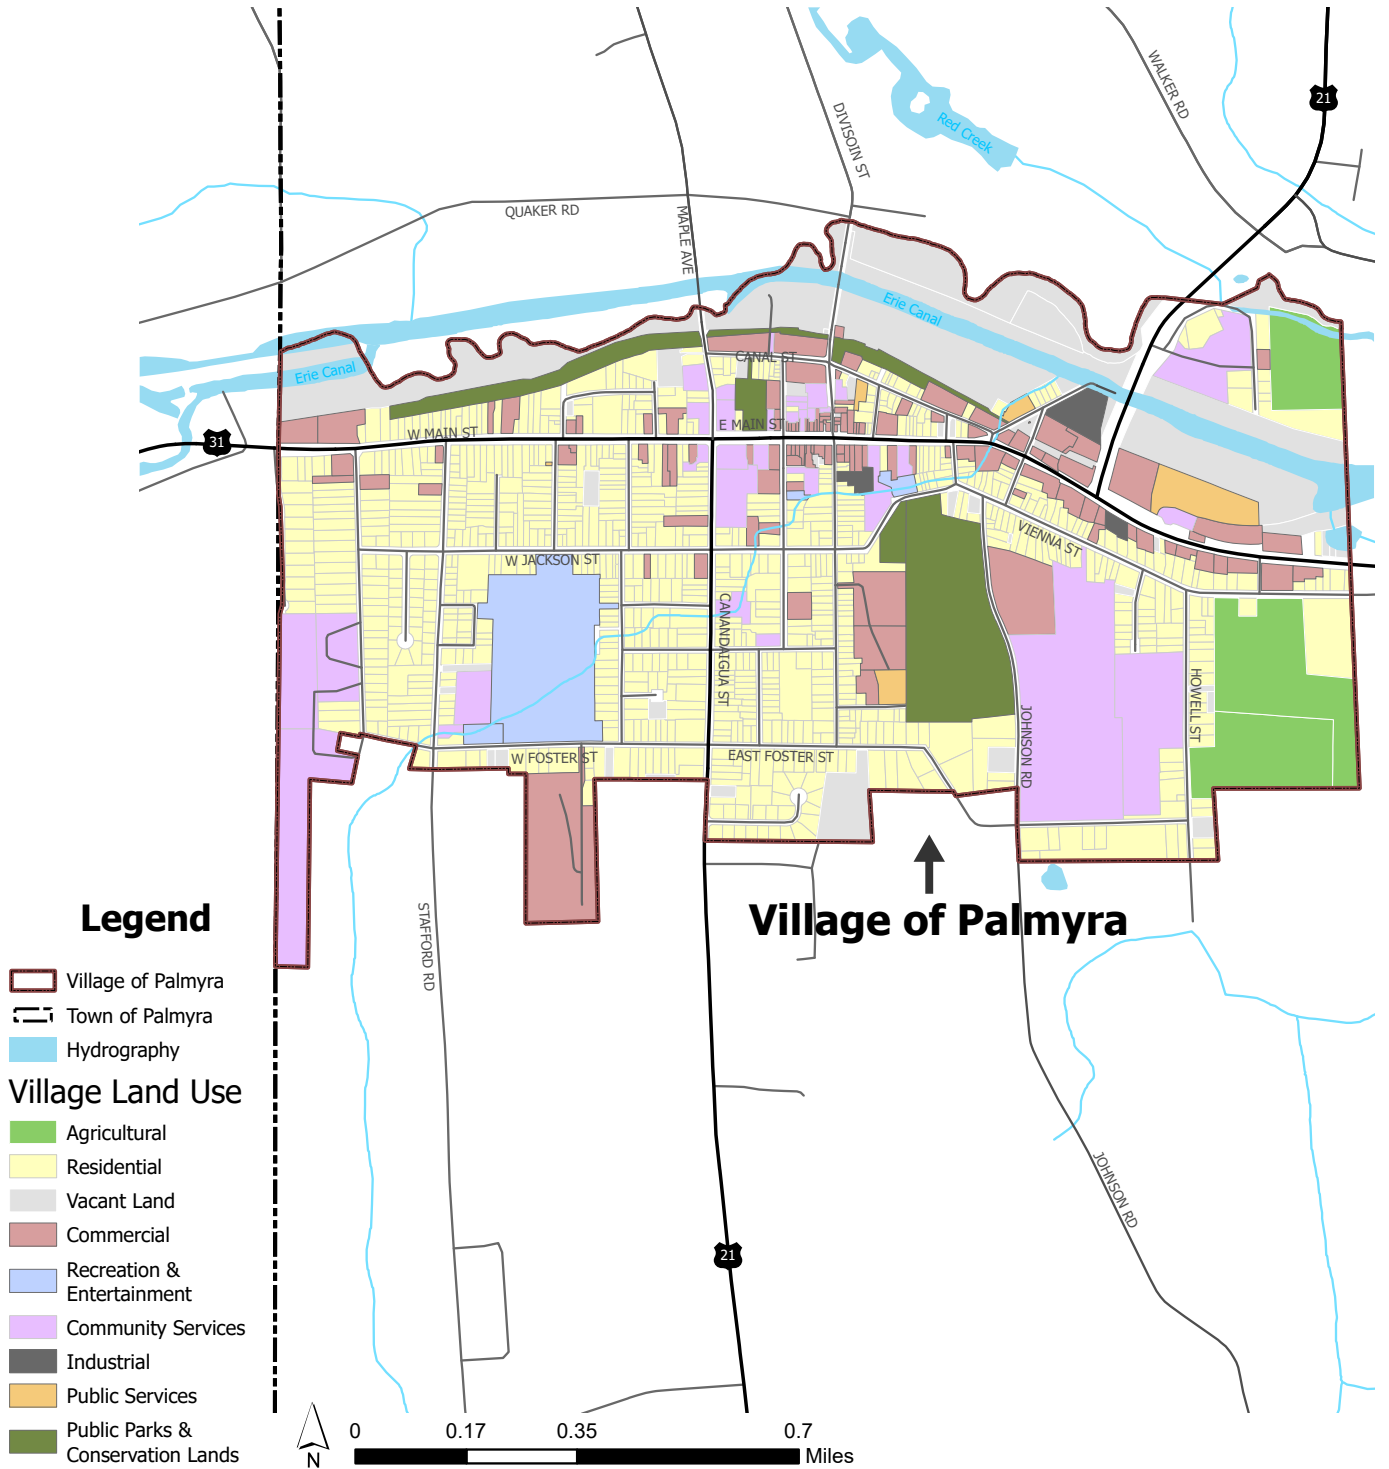 WALKER RD
21
DIVISOIN ST
Red Creek
QUAKER RD
MAPLE AVE
Erie Canal
Erie Canal
CANAL ST
E MAIN ST
W MAIN ST
31
VIENNA ST
W JACKSON ST
CANANDAIGUA ST
HOWELL ST
JOHNSON RD
W FOSTER ST
EAST FOSTER ST
Village of Palmyra
STAFFORD RD
JOHNSON RD
21
Legend
Village of Palmyra
Town of Palmyra
Hydrography
Village Land Use
Agricultural
Residential
Vacant Land
Commercial
Recreation &
Entertainment
Community Services
Industrial
Public Services
Public Parks &
Conservation Lands
N
0 0.17 0.35 0.7
Miles